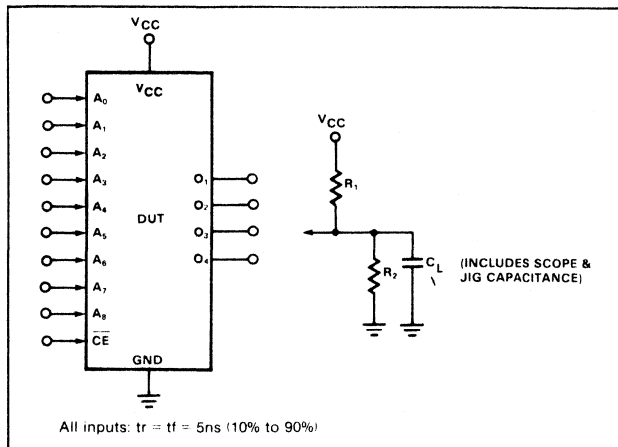 VCC
VCC
A0
A1
A2
A3
A4
A5
A6
A7
A8
CE
DUT
O1
O2
O3
O4
GND
VCC
R1
R2
CL
(INCLUDES SCOPE &
JIG CAPACITANCE)
All inputs: tr = tf = 5ns (10% to 90%)